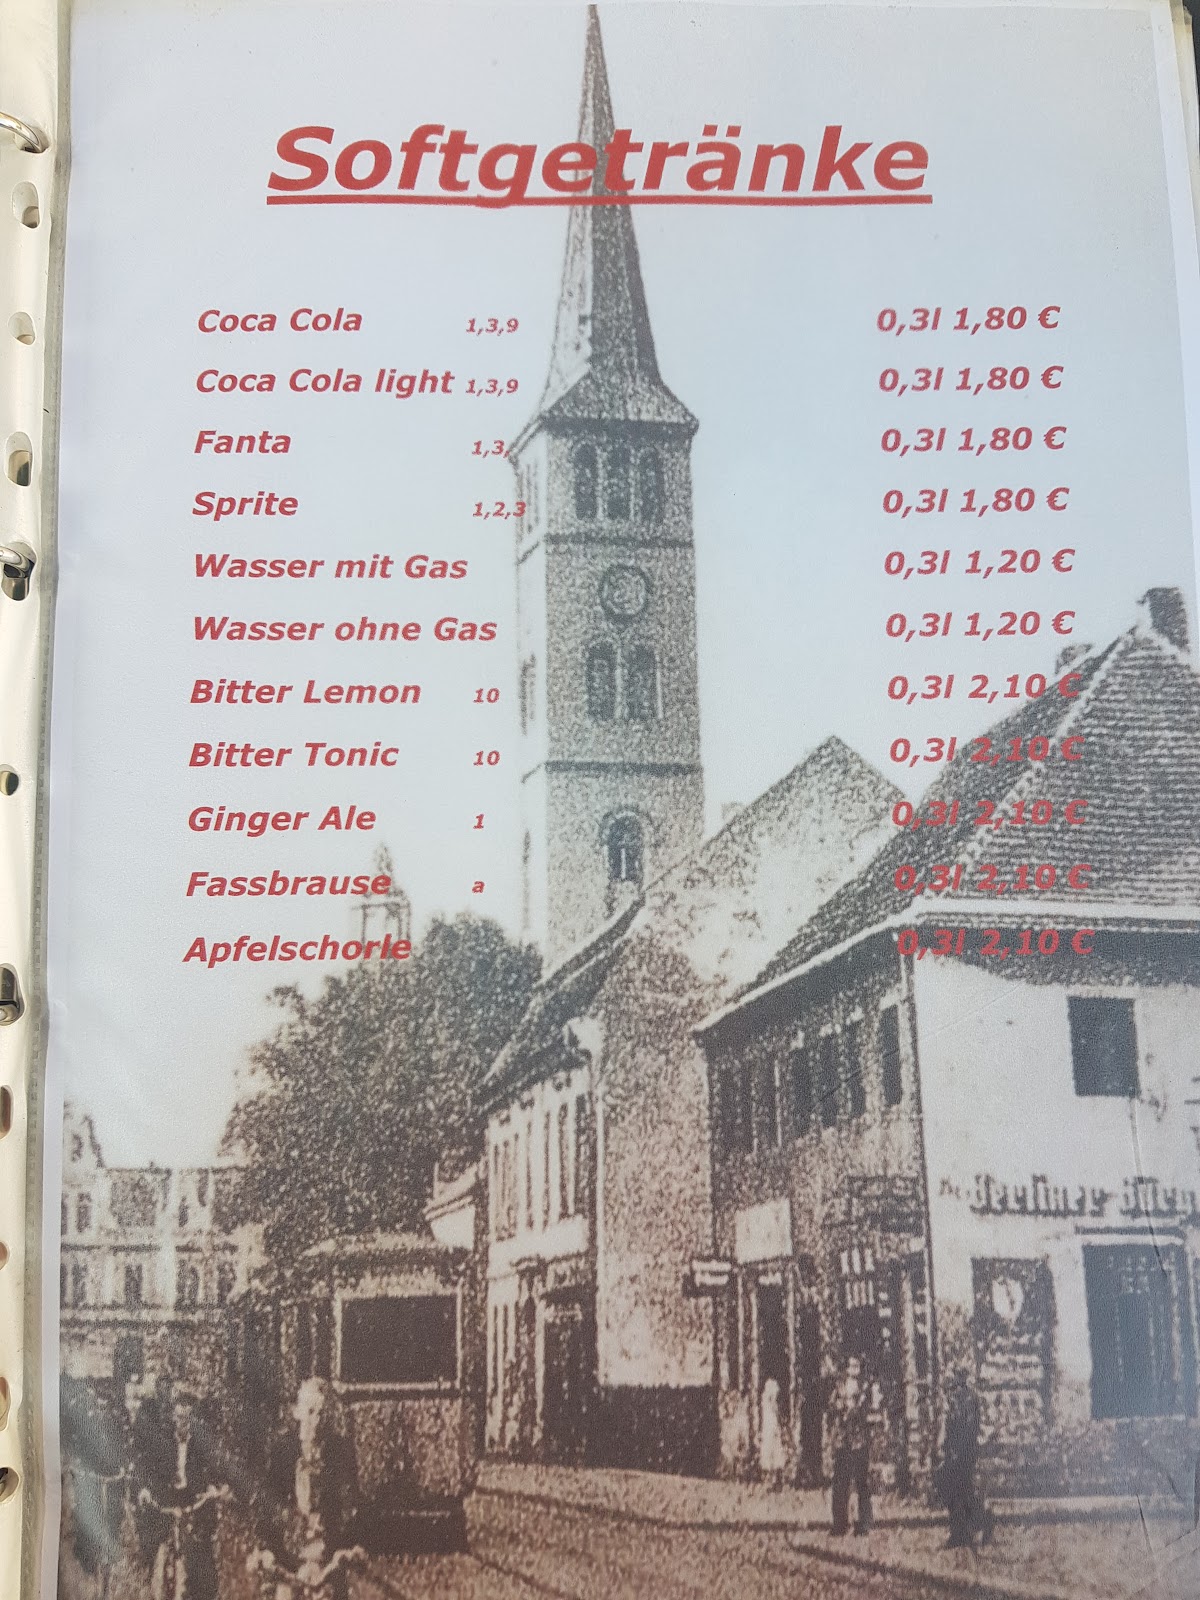 Softgetränke
Coca Cola 1,3,9 0,3l 1,80 €
Coca Cola light 1,3,9 0,3l 1,80 €
Fanta 1,3, 0,3l 1,80 €
Sprite 1,2,3 0,3l 1,80 €
Wasser mit Gas 0,3l 1,20 €
Wasser ohne Gas 0,3l 1,20 €
Bitter Lemon 10 0,3l 2,10 €
Bitter Tonic 10 0,3l 2,10 €
Ginger Ale 1 0,3l 2,10 €
Fassbrause a 0,3l 2,10 €
Apfelschorle 0,3l 2,10 €
Berliner